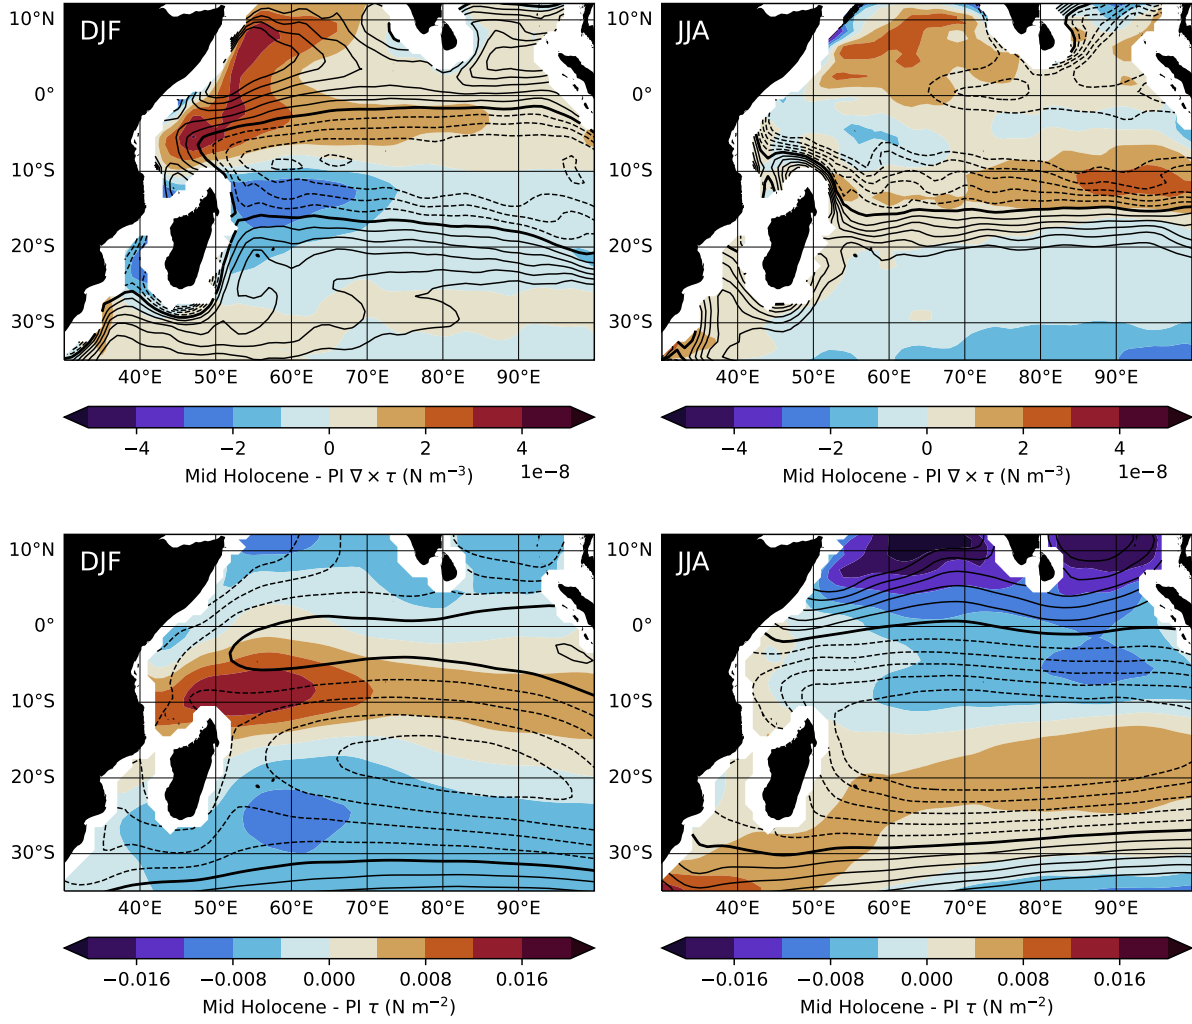 DJF
JJA
10°N
0°
10°S
20°S
30°S
10°N
0°
10°S
20°S
30°S
40°E 50°E 60°E 70°E 80°E 90°E
40°E 50°E 60°E 70°E 80°E 90°E
−4 −2 0 2 4
−4 −2 0 2 4
1e−8
1e−8
Mid Holocene - PI ∇ × τ (N m⁻³)
Mid Holocene - PI ∇ × τ (N m⁻³)
DJF
JJA
10°N
0°
10°S
20°S
30°S
10°N
0°
10°S
20°S
30°S
40°E 50°E 60°E 70°E 80°E 90°E
40°E 50°E 60°E 70°E 80°E 90°E
−0.016 −0.008 0.000 0.008 0.016
−0.016 −0.008 0.000 0.008 0.016
Mid Holocene - PI τ (N m⁻²)
Mid Holocene - PI τ (N m⁻²)